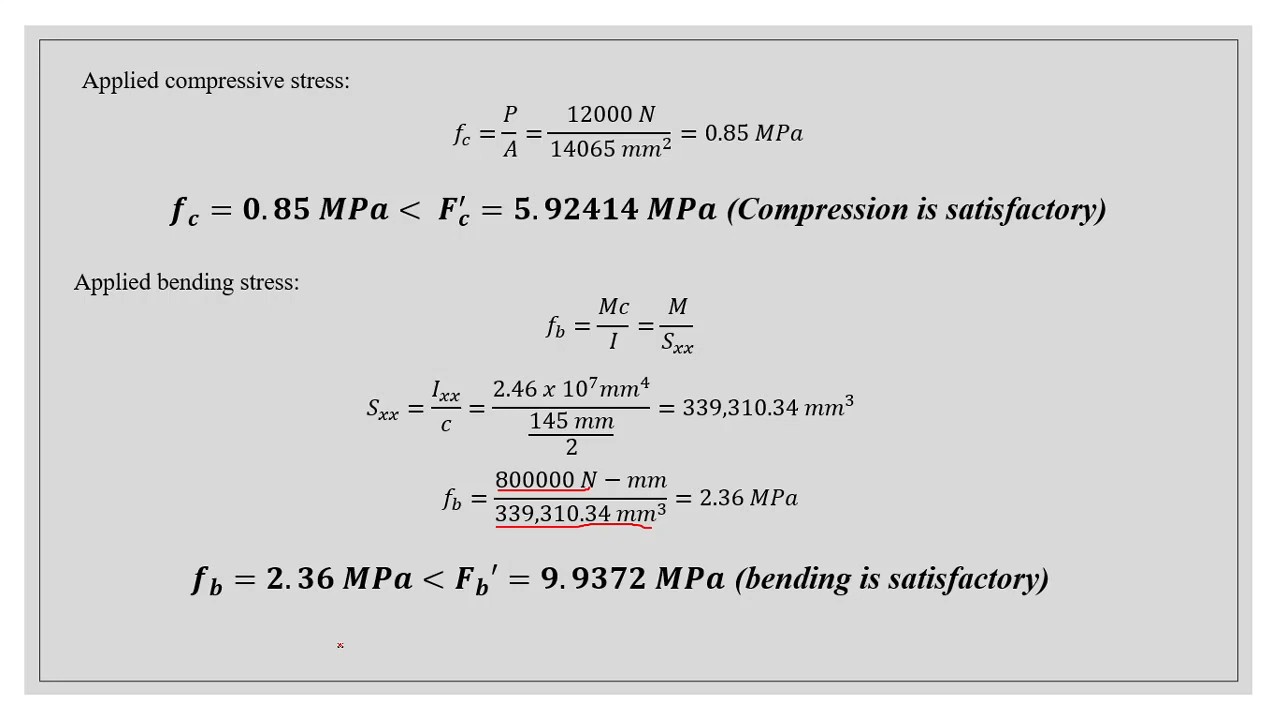 Applied compressive stress:
f_c = P/A = 12000 N / 14065 mm² = 0.85 MPa
f_c = 0.85 MPa < F′_c = 5.92414 MPa (Compression is satisfactory)
Applied bending stress:
f_b = Mc/I = M/S_xx
S_xx = I_xx/c = 2.46 x 10⁷mm⁴ / (145 mm / 2) = 339,310.34 mm³
f_b = 800000 N − mm / 339,310.34 mm³ = 2.36 MPa
f_b = 2.36 MPa < F_b′ = 9.9372 MPa (bending is satisfactory)